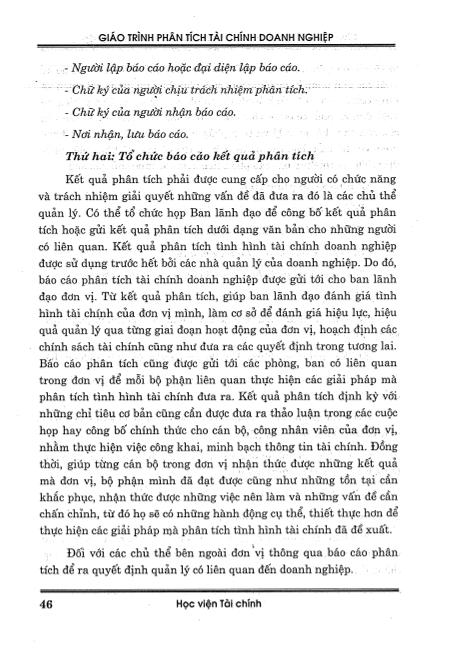 GIÁO TRÌNH PHÂN TÍCH TÀI CHÍNH DOANH NGHIỆP
- Người lập báo cáo hoặc đại diện lập báo cáo.
- Chữ ký của người chịu trách nhiệm phân tích.
- Chữ ký của người nhận báo cáo.
- Nơi nhận, lưu báo cáo.
Thứ hai: Tổ chức báo cáo kết quả phân tích
Kết quả phân tích phải được cung cấp cho người có chức năng
và trách nhiệm giải quyết những vấn đề đã đưa ra đó là các chủ thể
quản lý. Có thể tổ chức họp Ban lãnh đạo để công bố kết quả phân
tích hoặc gửi kết quả phân tích dưới dạng văn bản cho những người
có liên quan. Kết quả phân tích tình hình tài chính doanh nghiệp
được sử dụng trước hết bởi các nhà quản lý của doanh nghiệp. Do đó,
báo cáo phân tích tài chính doanh nghiệp được gửi tới cho ban lãnh
đạo đơn vị. Từ kết quả phân tích, giúp ban lãnh đạo đánh giá tình
hình tài chính của đơn vị mình, làm cơ sở để đánh giá hiệu lực, hiệu
quả quản lý qua từng giai đoạn hoạt động của đơn vị, hoạch định các
chính sách tài chính cũng như đưa ra các quyết định trong tương lai.
Báo cáo phân tích cũng được gửi tới các phòng, ban có liên quan
trong đơn vị để mỗi bộ phận liên quan thực hiện các giải pháp mà
phân tích tình hình tài chính đưa ra. Kết quả phân tích định kỳ với
những chỉ tiêu cơ bản cũng cần được đưa ra thảo luận trong các cuộc
họp hay công bố chính thức cho cán bộ, công nhân viên của đơn vị,
nhằm thực hiện việc công khai, minh bạch thông tin tài chính. Đồng
thời, giúp từng cán bộ trong đơn vị nhận thức được những kết quả
mà đơn vị, bộ phận mình đã đạt được cũng như những tồn tại cần
khắc phục, nhận thức được những việc nên làm và những vấn đề cần
chấn chỉnh, từ đó họ sẽ có những hành động cụ thể, thiết thực hơn để
thực hiện các giải pháp mà phân tích tình hình tài chính đã đề xuất.
Đối với các chủ thể bên ngoài đơn vị thông qua báo cáo phân
tích để ra quyết định quản lý có liên quan đến doanh nghiệp.
46 Học viện Tài chính